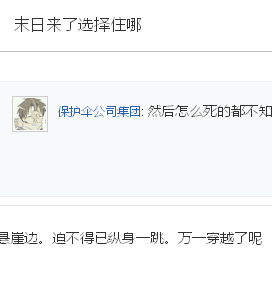 末日来了选择住哪
保护伞公司集团: 然后怎么死的都不知
悬崖边。迫不得已纵身一跳。万一穿越了呢